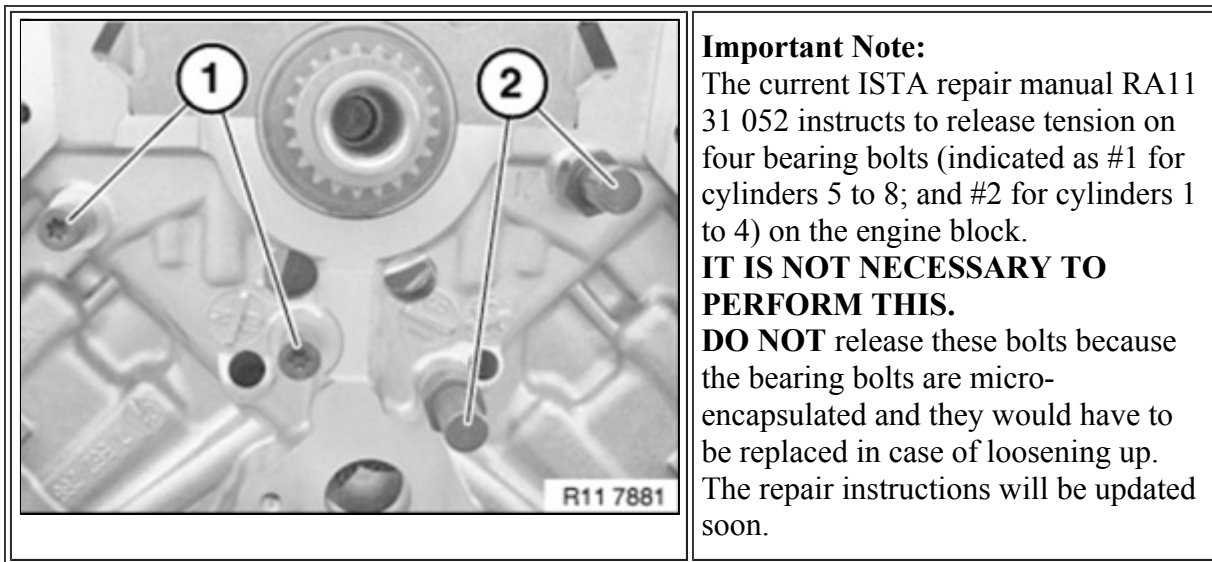 1
2
R11 7881
Important Note:
The current ISTA repair manual RA11
31 052 instructs to release tension on
four bearing bolts (indicated as #1 for
cylinders 5 to 8; and #2 for cylinders 1
to 4) on the engine block.
IT IS NOT NECESSARY TO
PERFORM THIS.
DO NOT release these bolts because
the bearing bolts are micro-
encapsulated and they would have to
be replaced in case of loosening up.
The repair instructions will be updated
soon.